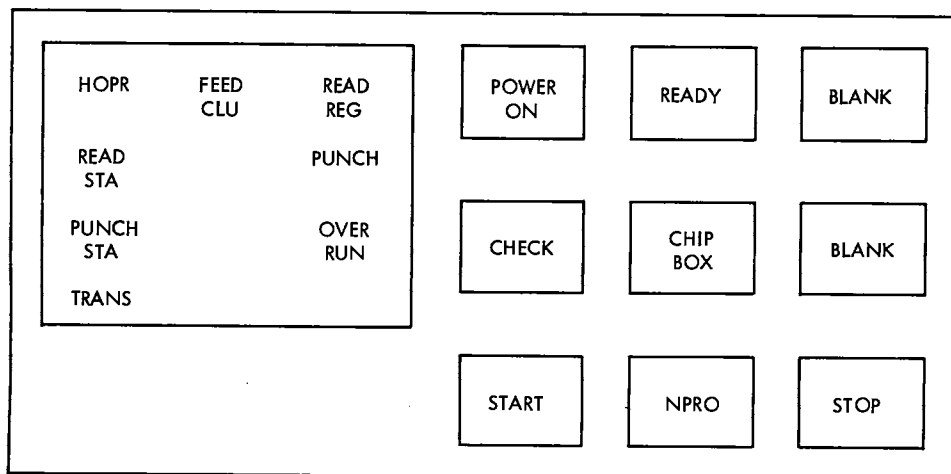 HOPR
FEED
CLU
READ
REG
READ
STA
PUNCH
PUNCH
STA
OVER
RUN
TRANS
POWER
ON
READY
BLANK
CHECK
CHIP
BOX
BLANK
START
NPRO
STOP